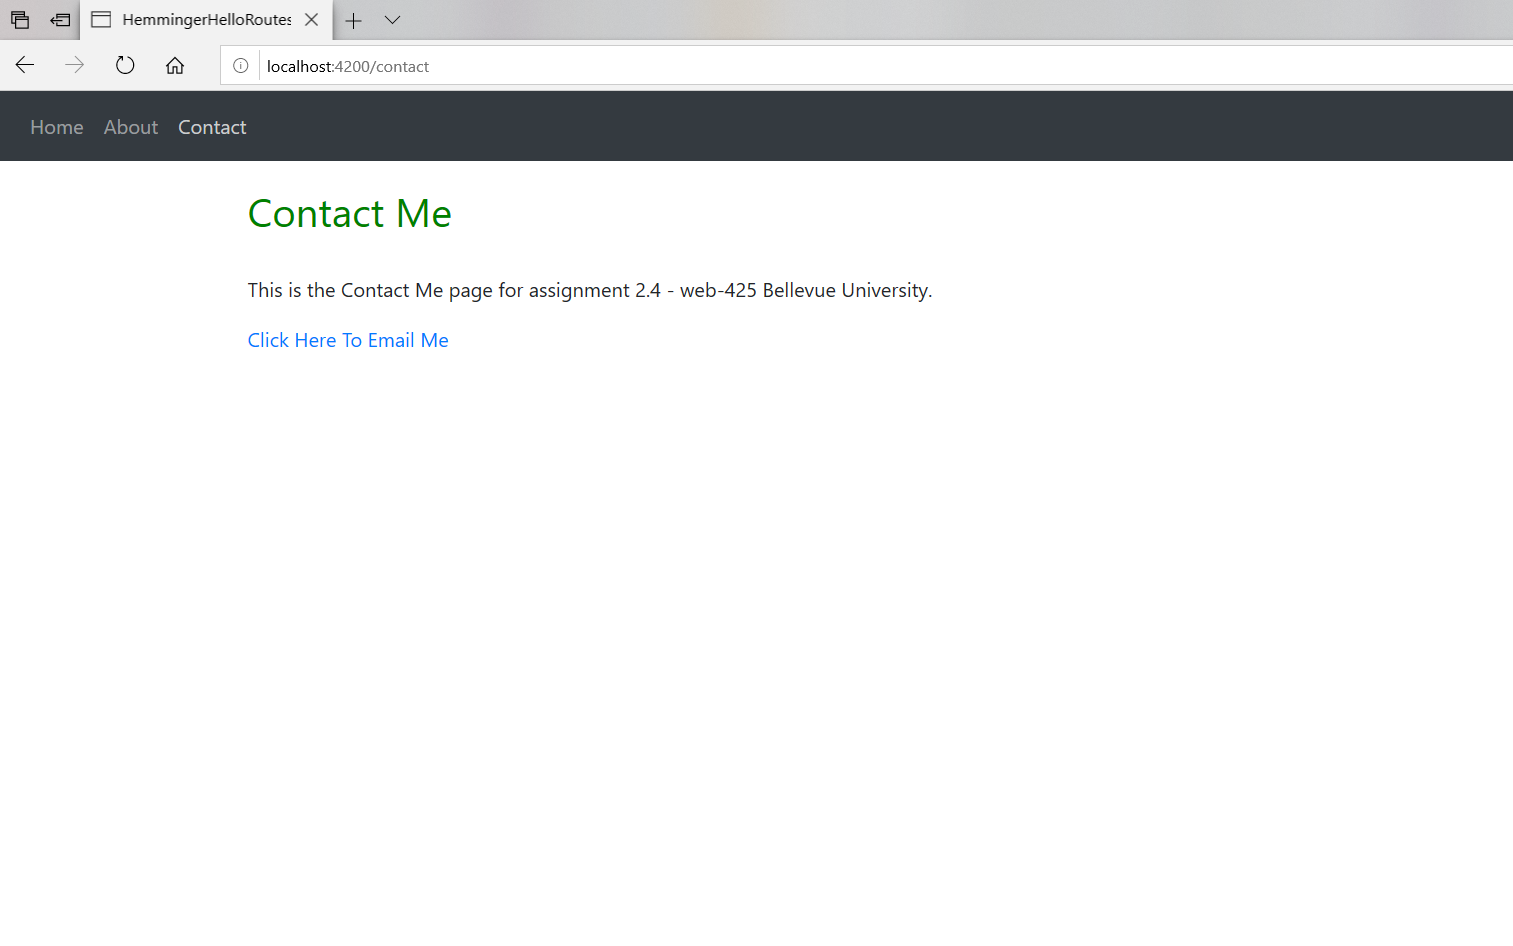 HemmingerHelloRoutes
localhost:4200/contact
Home About Contact
Contact Me
This is the Contact Me page for assignment 2.4 - web-425 Bellevue University.
Click Here To Email Me